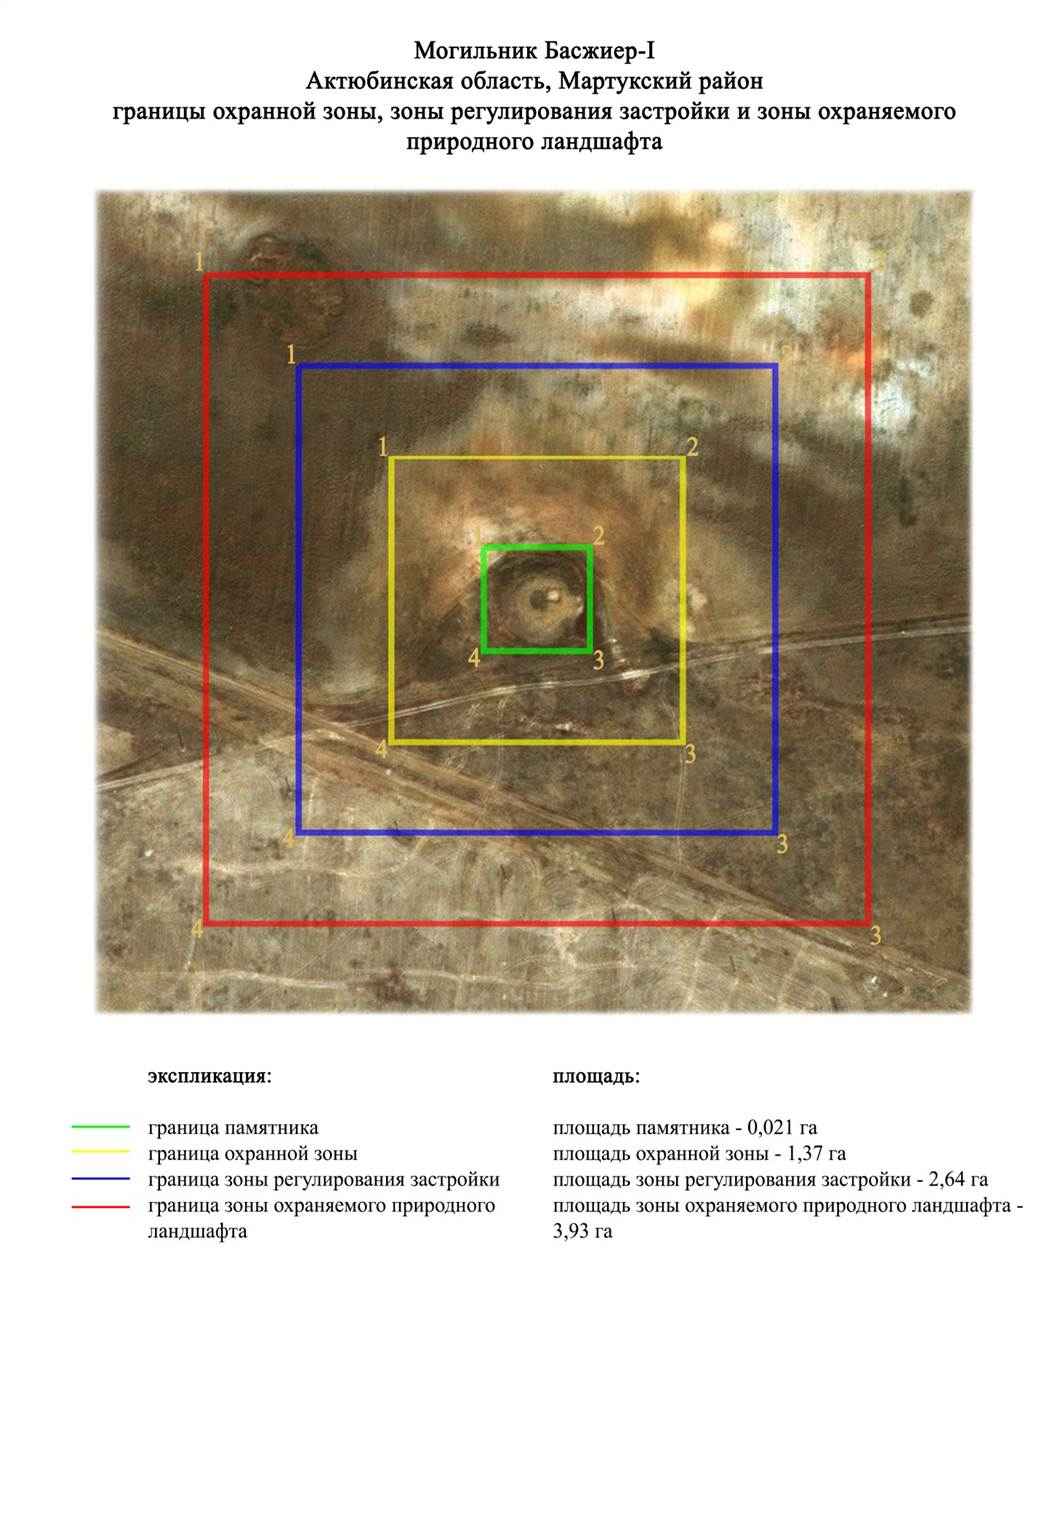 Могильник Басжиер-I
Актюбинская область, Мартукский район
границы охранной зоны, зоны регулирования застройки и зоны охраняемого
природного ландшафта
1
2
1
2
1
2
1
2
4
3
4
3
4
3
4
3
экспликация:
площадь:
граница памятника
площадь памятника - 0,021 га
граница охранной зоны
площадь охранной зоны - 1,37 га
граница зоны регулирования застройки
площадь зоны регулирования застройки - 2,64 га
граница зоны охраняемого природного
ландшафта
площадь зоны охраняемого природного ландшафта -
3,93 га